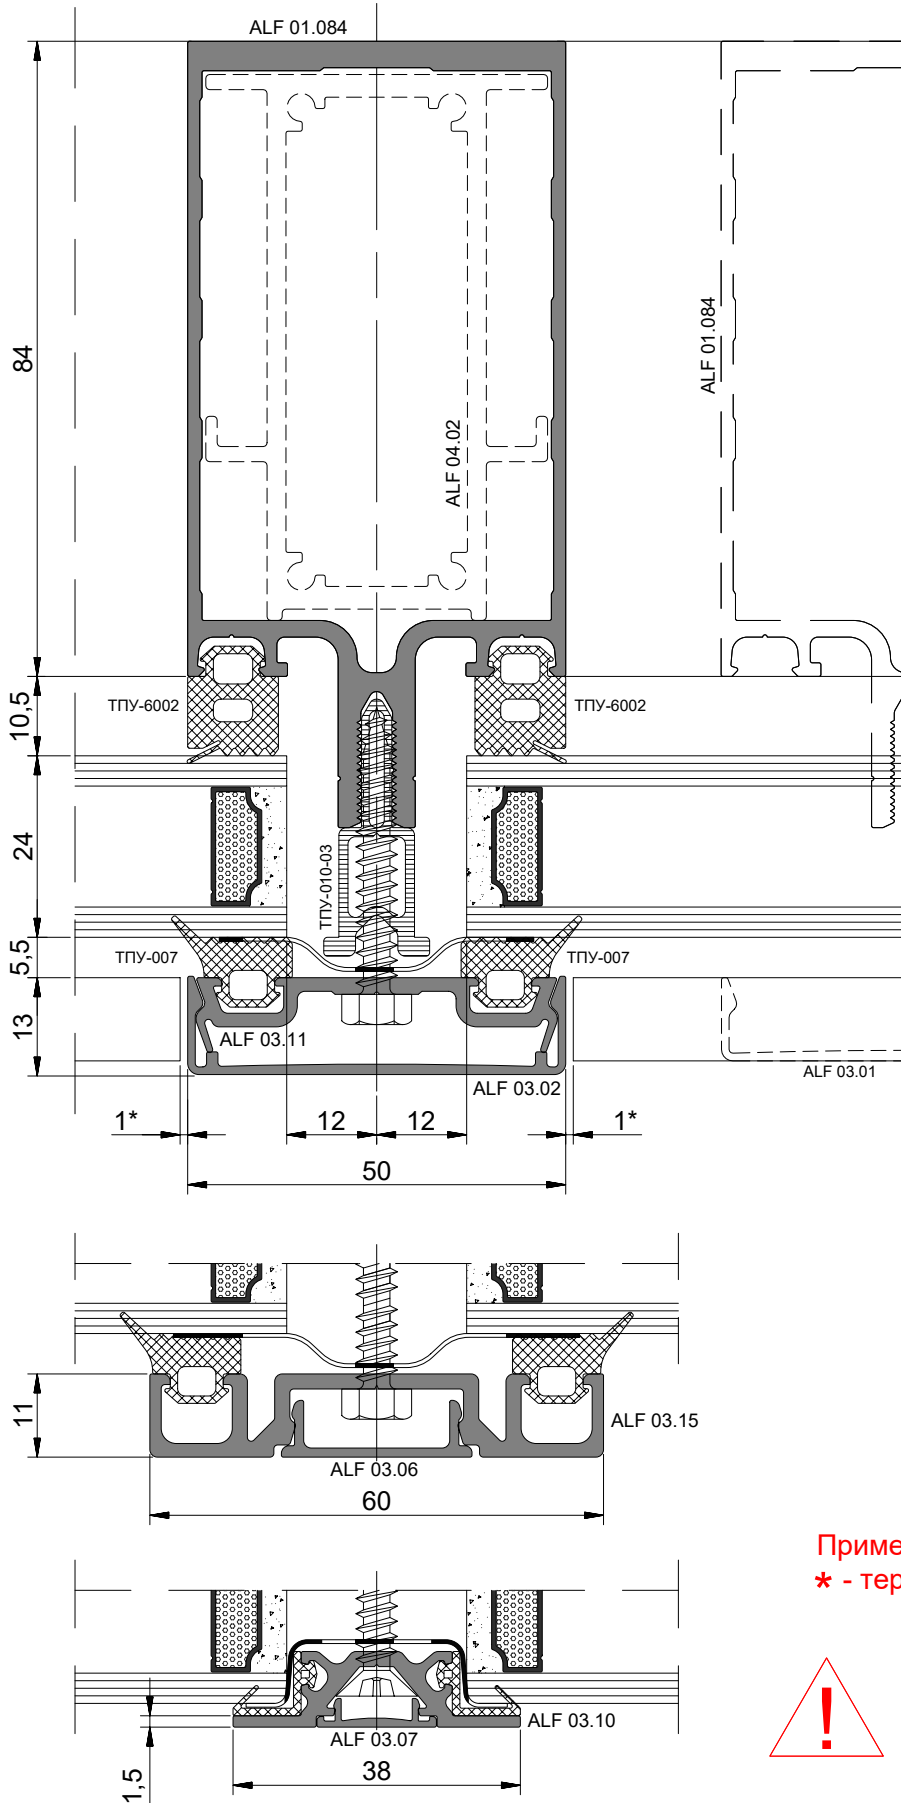 ALF 01.084
84
ALF 01.084
ALF 04.02
10,5
ТПУ-6002
ТПУ-6002
24
ТПУ-010-03
5,5
ТПУ-007
ТПУ-007
13
ALF 03.11
ALF 03.02
ALF 03.01
1*
12
12
1*
50
11
ALF 03.15
ALF 03.06
60
* - тер
!
ALF 03.10
ALF 03.07
38
1,5